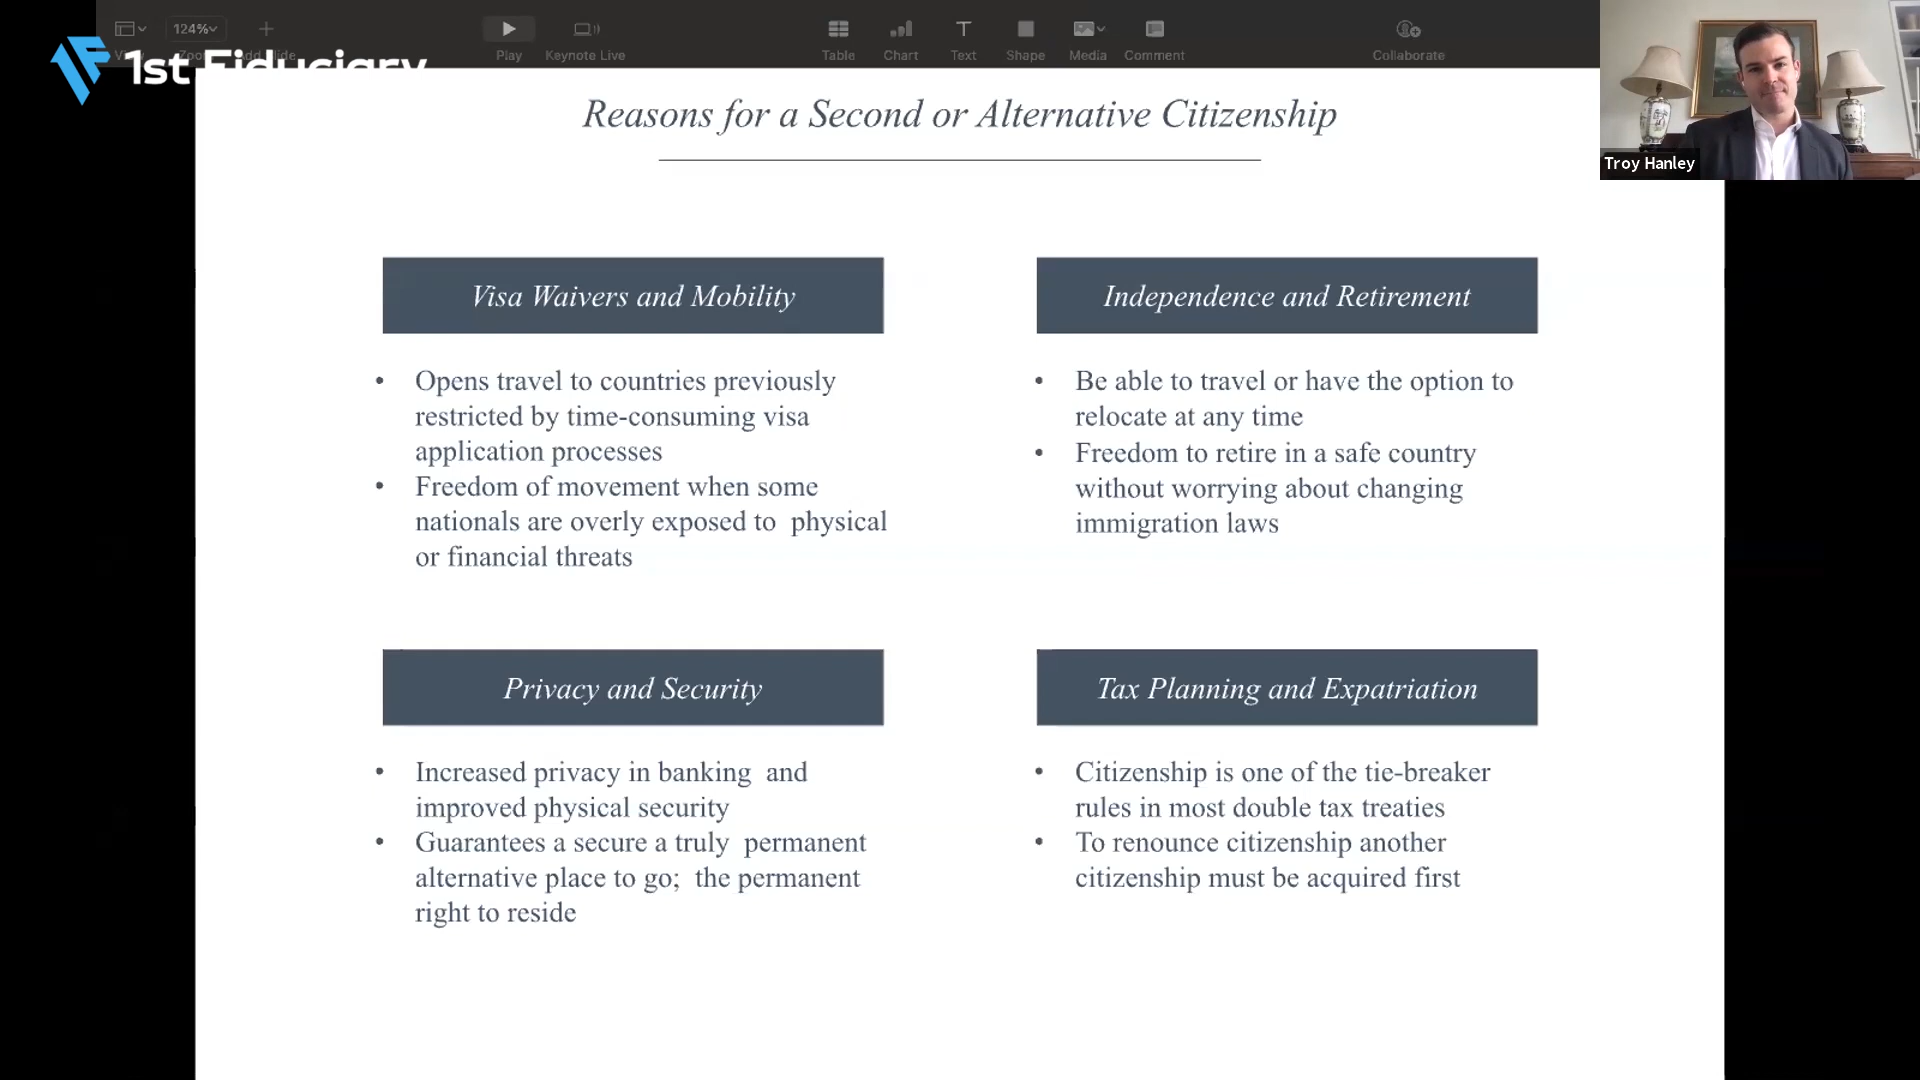 124%
Play
Keynote Live
Table
Chart
Text
Shape
Media
Comment
Collaborate
1st Fiduciary
Troy Hanley
Reasons for a Second or Alternative Citizenship
Visa Waivers and Mobility
• Opens travel to countries previously
restricted by time-consuming visa
application processes
• Freedom of movement when some
nationals are overly exposed to physical
or financial threats
Independence and Retirement
• Be able to travel or have the option to
relocate at any time
• Freedom to retire in a safe country
without worrying about changing
immigration laws
Privacy and Security
• Increased privacy in banking and
improved physical security
• Guarantees a secure a truly permanent
alternative place to go; the permanent
right to reside
Tax Planning and Expatriation
• Citizenship is one of the tie-breaker
rules in most double tax treaties
• To renounce citizenship another
citizenship must be acquired first